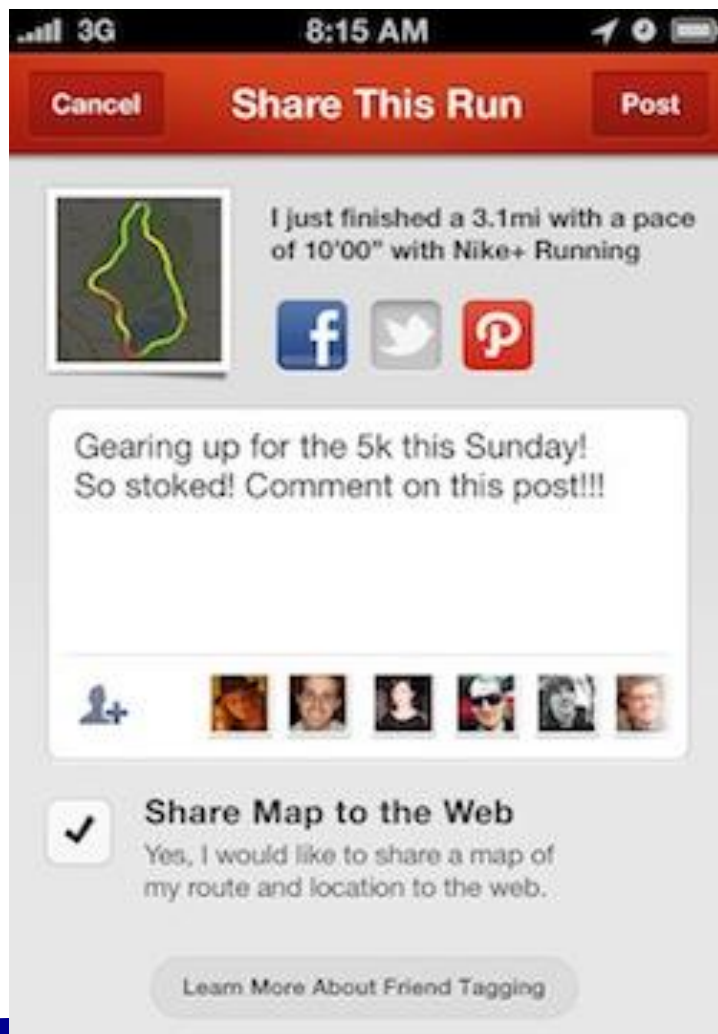 3G 8:15 AM
Cancel Share This Run Post
I just finished a 3.1mi with a pace
of 10'00" with Nike+ Running
Gearing up for the 5k this Sunday!
So stoked! Comment on this post!!!
Share Map to the Web
Yes, I would like to share a map of
my route and location to the web.
Learn More About Friend Tagging